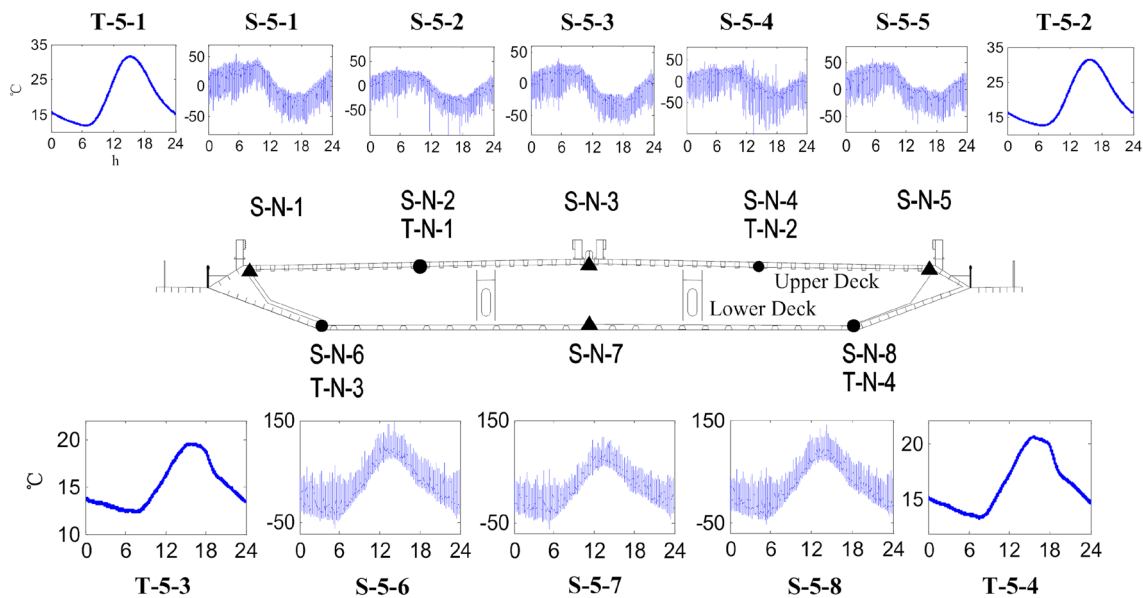 T-5-1 S-5-1 S-5-2 S-5-3 S-5-4 S-5-5 T-5-2
35 50 50 50 50 50 35
℃ 25 0 0 0 0 0 25
15 -50 -50 -50 -50 -50 15
0 6 12 18 24 0 6 12 18 24 0 6 12 18 24 0 6 12 18 24 0 6 12 18 24 0 6 12 18 24 0 6 12 18 24
h
S-N-1 S-N-2 S-N-3 S-N-4 S-N-5
T-N-1 T-N-2
Upper Deck
Lower Deck
S-N-6 S-N-7 S-N-8
T-N-3 T-N-4
20 150 150 150 20
℃ 15 15
10 -50 -50 -50
0 6 12 18 24 0 6 12 18 24 0 6 12 18 24 0 6 12 18 24 0 6 12 18 24
T-5-3 S-5-6 S-5-7 S-5-8 T-5-4